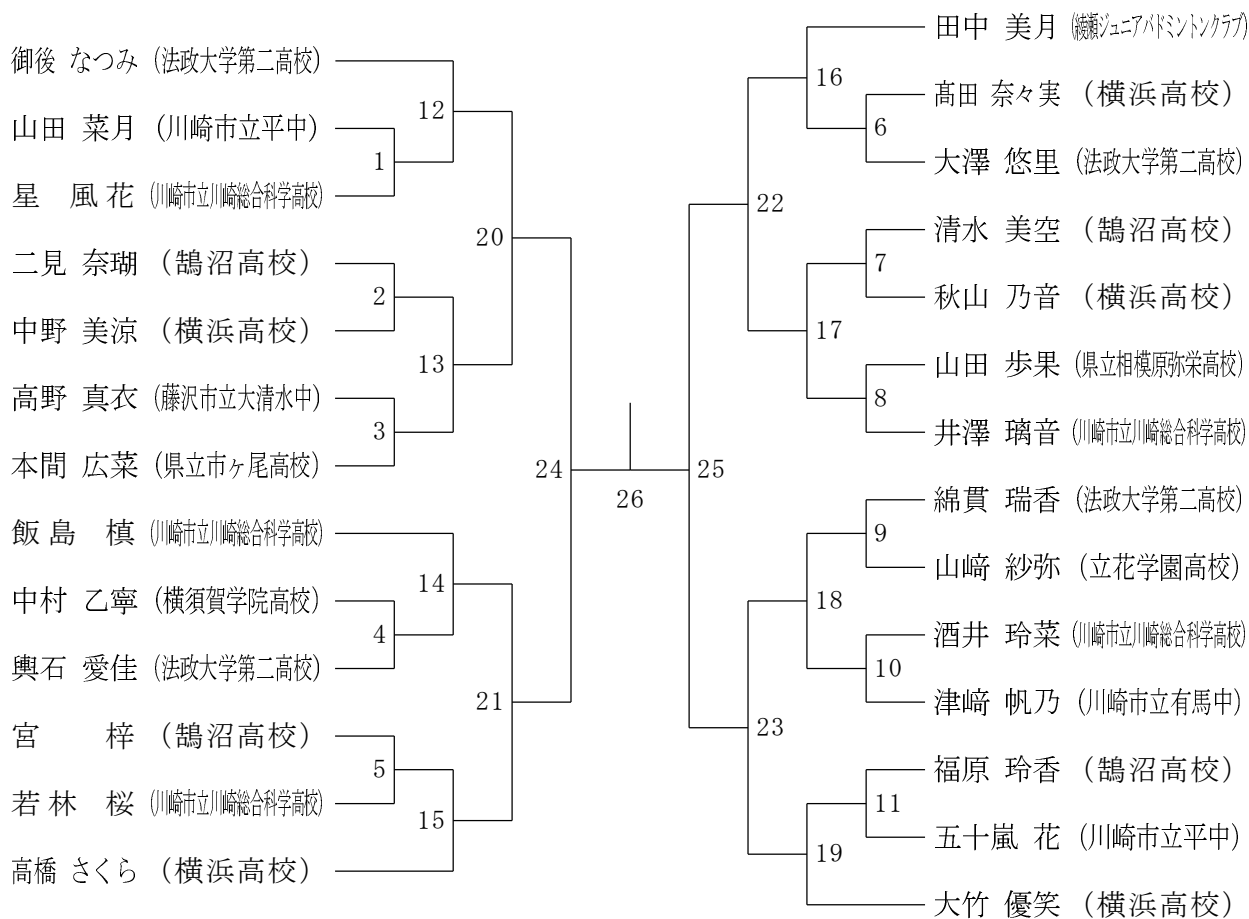 御後 なつみ (法政大学第二高校)
山田 菜月 (川崎市立平中)
星 風花 (川崎市立川崎総合科学高校)
二見 奈瑚 (鵠沼高校)
中野 美涼 (横浜高校)
高野 真衣 (藤沢市立大清水中)
本間 広菜 (県立市ヶ尾高校)
飯島 槙 (川崎市立川崎総合科学高校)
中村 乙寧 (横須賀学院高校)
輿石 愛佳 (法政大学第二高校)
宮 梓 (鵠沼高校)
若林 桜 (川崎市立川崎総合科学高校)
高橋 さくら (横浜高校)
1
2
3
4
5
12
13
14
15
20
21
24
26
25
22
23
16
17
18
19
6
7
8
9
10
11
田中 美月 (綾瀬ジュニアバドミントンクラブ)
髙田 奈々実 (横浜高校)
大澤 悠里 (法政大学第二高校)
清水 美空 (鵠沼高校)
秋山 乃音 (横浜高校)
山田 歩果 (県立相模原弥栄高校)
井澤 璃音 (川崎市立川崎総合科学高校)
綿貫 瑞香 (法政大学第二高校)
山﨑 紗弥 (立花学園高校)
酒井 玲菜 (川崎市立川崎総合科学高校)
津﨑 帆乃 (川崎市立有馬中)
福原 玲香 (鵠沼高校)
五十嵐 花 (川崎市立平中)
大竹 優笑 (横浜高校)